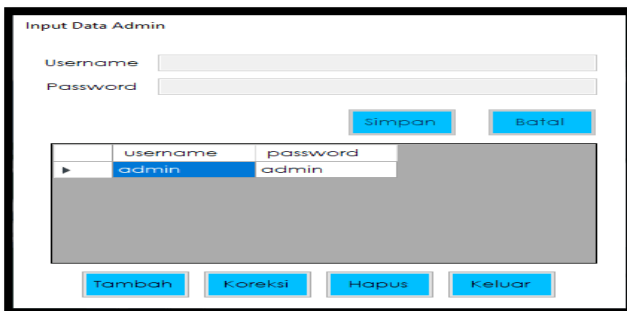 Input Data Admin
Username
Password
Simpan Batal
username password
admin admin
Tambah Koreksi Hapus Keluar